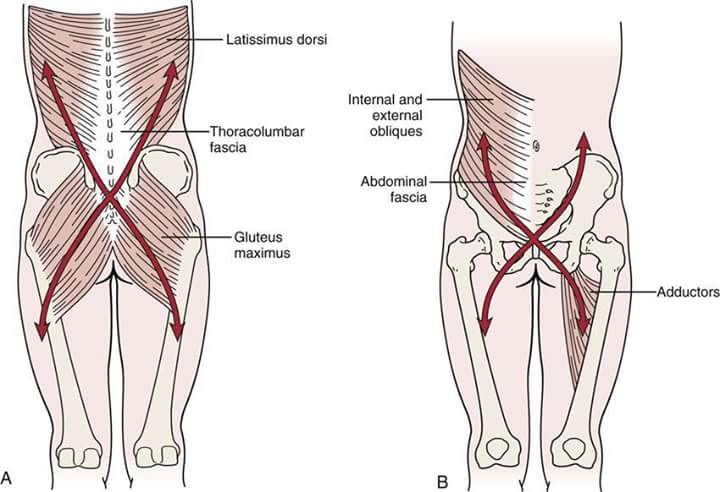 Latissimus dorsi
Thoracolumbar
fascia
Gluteus
maximus
A
Internal and
external
obliques
Abdominal
fascia
Adductors
B